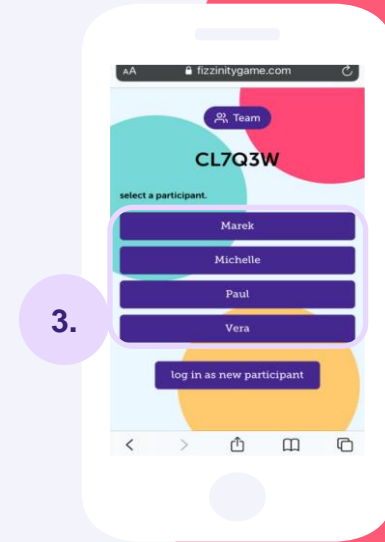 AA fizzinitygame.com
Team
CL7Q3W
select a participant.
Marek
Michelle
Paul
3.
Vera
log in as new participant